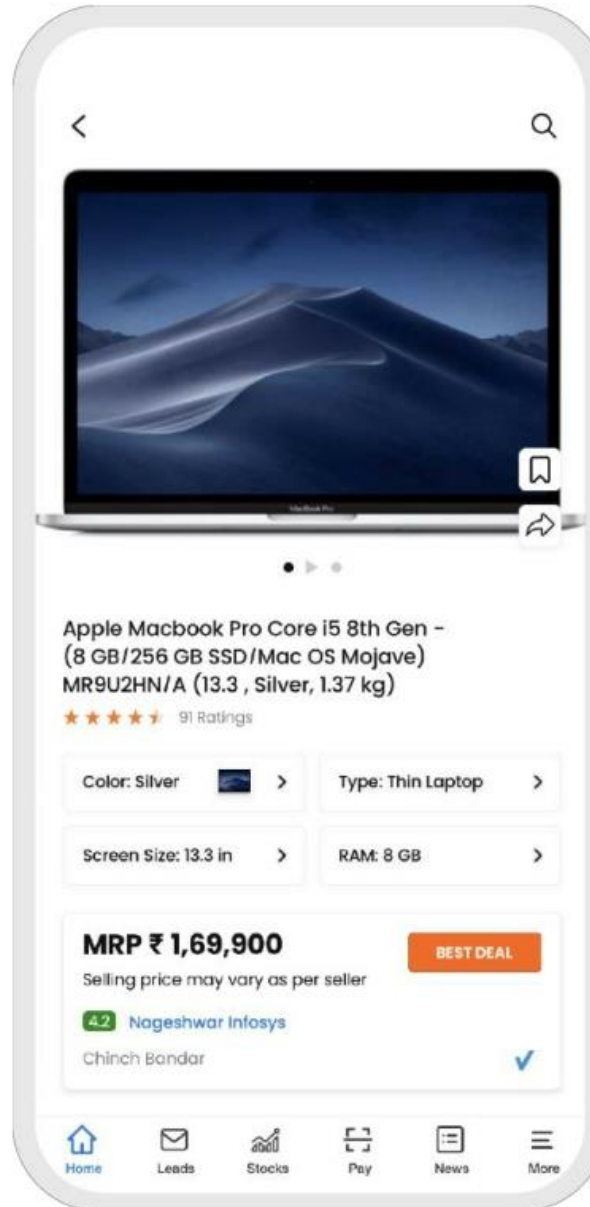 MacBook Pro
Apple Macbook Pro Core i5 8th Gen -
(8 GB/256 GB SSD/Mac OS Mojave)
MR9U2HN/A (13.3 , Silver, 1.37 kg)
91 Ratings
Color: Silver
Type: Thin Laptop
Screen Size: 13.3 in
RAM: 8 GB
MRP ₹ 1,69,900
BEST DEAL
Selling price may vary as per seller
4.2 Nageshwar Infosys
Chinch Bandar
Home Leads Stocks Pay News More